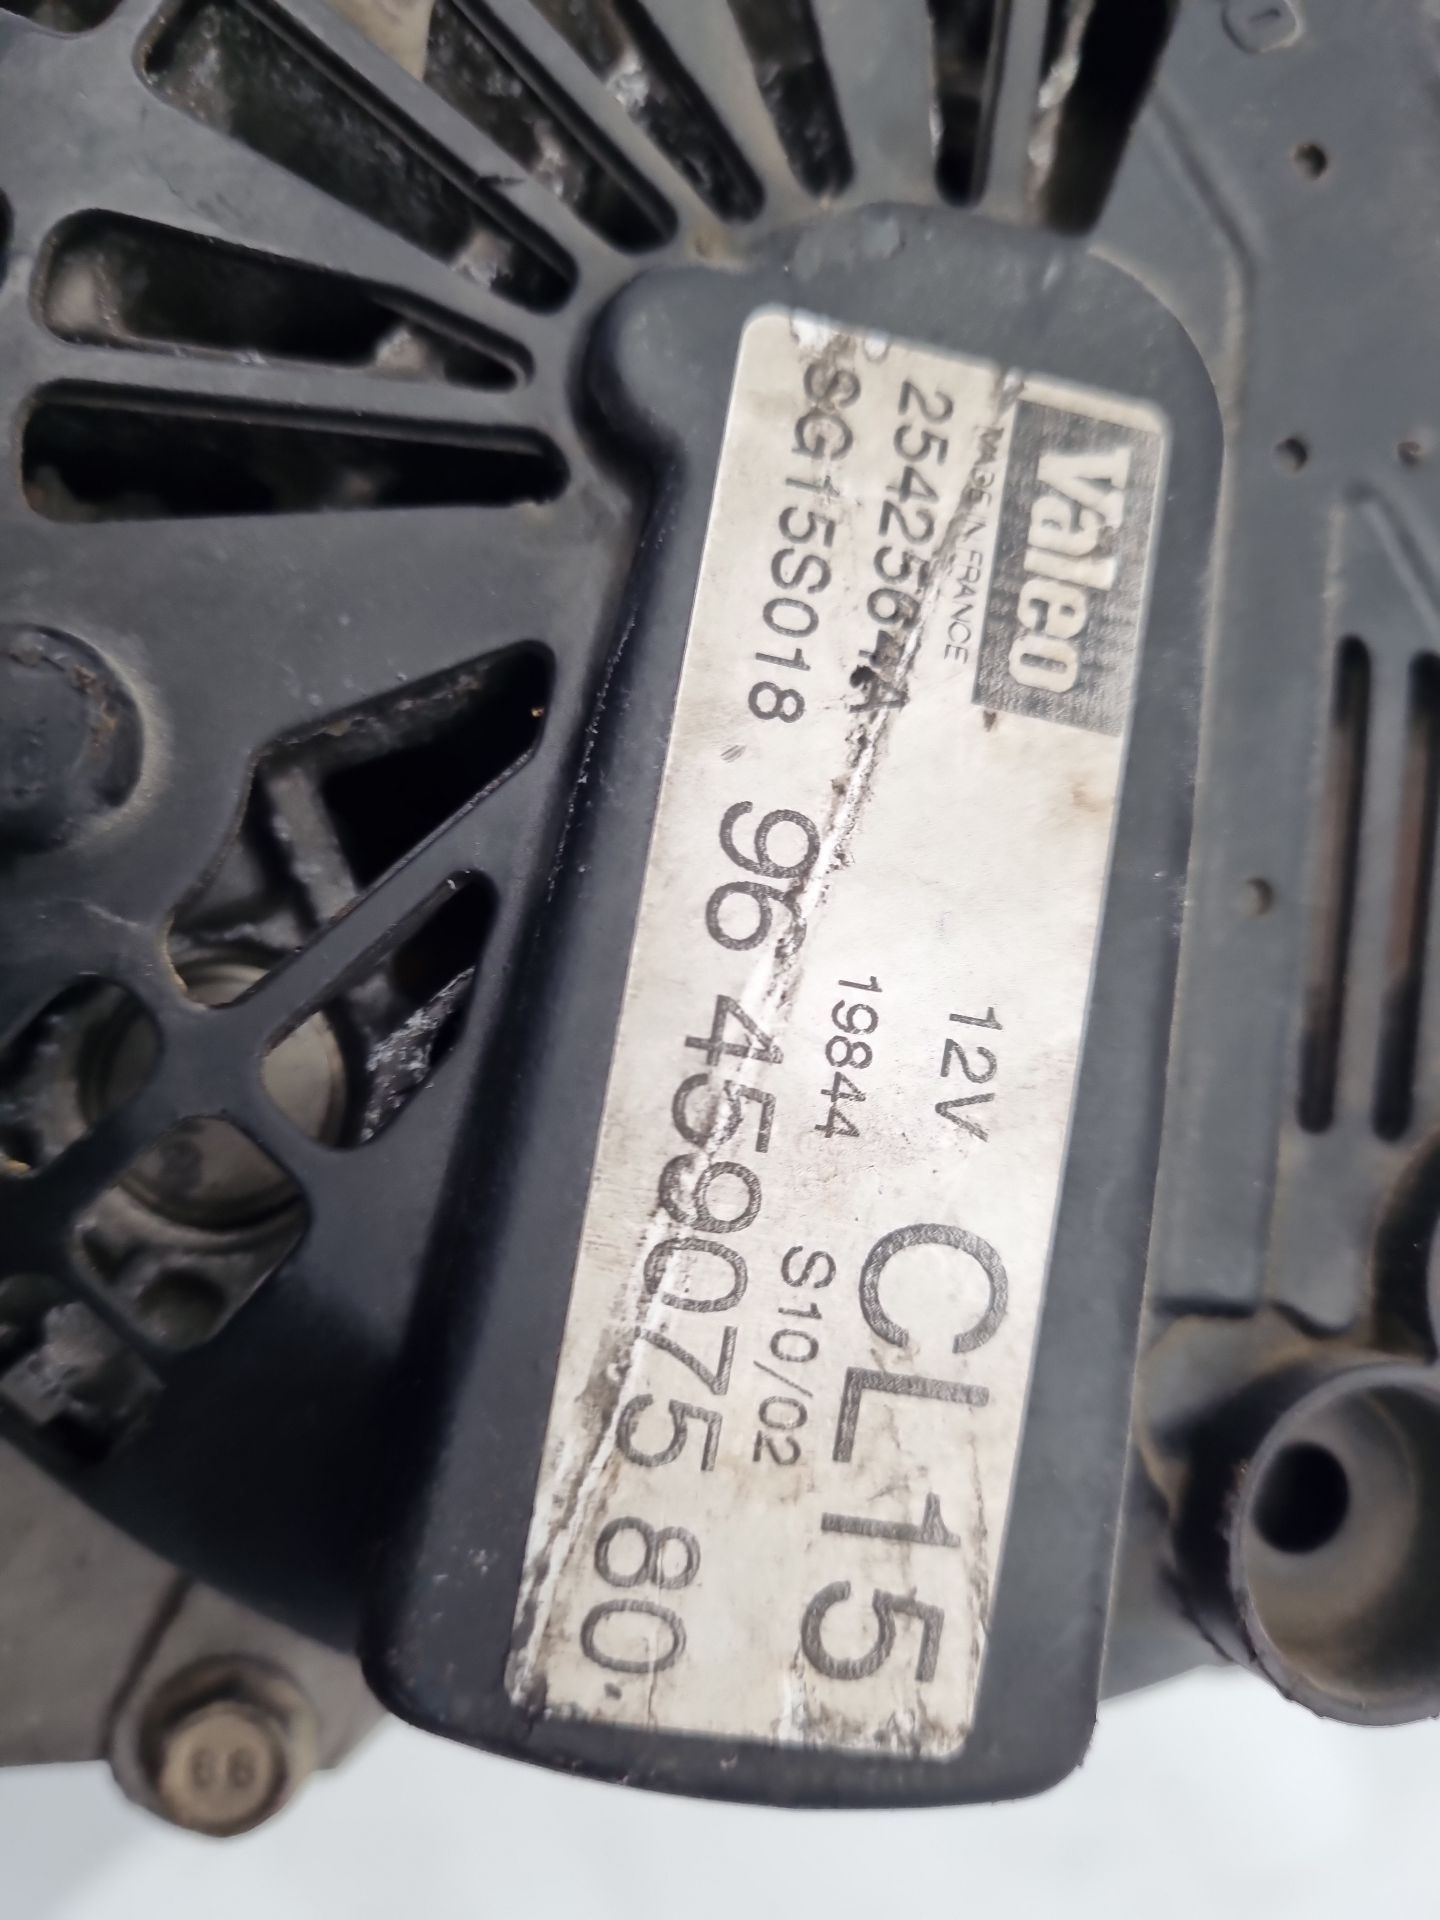 Valeo
MADE IN FRANCE
12V CL15
2542564A 19844 S10/02
SG15S018 96 459075 80